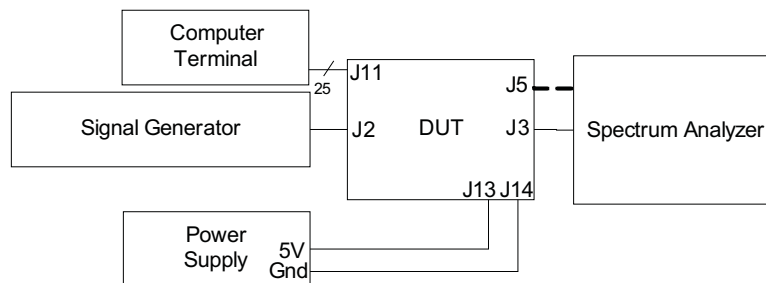 Computer
Terminal
25
J11
J5
Signal Generator
J2
DUT
J3
Spectrum Analyzer
J13 J14
Power
Supply
5V
Gnd